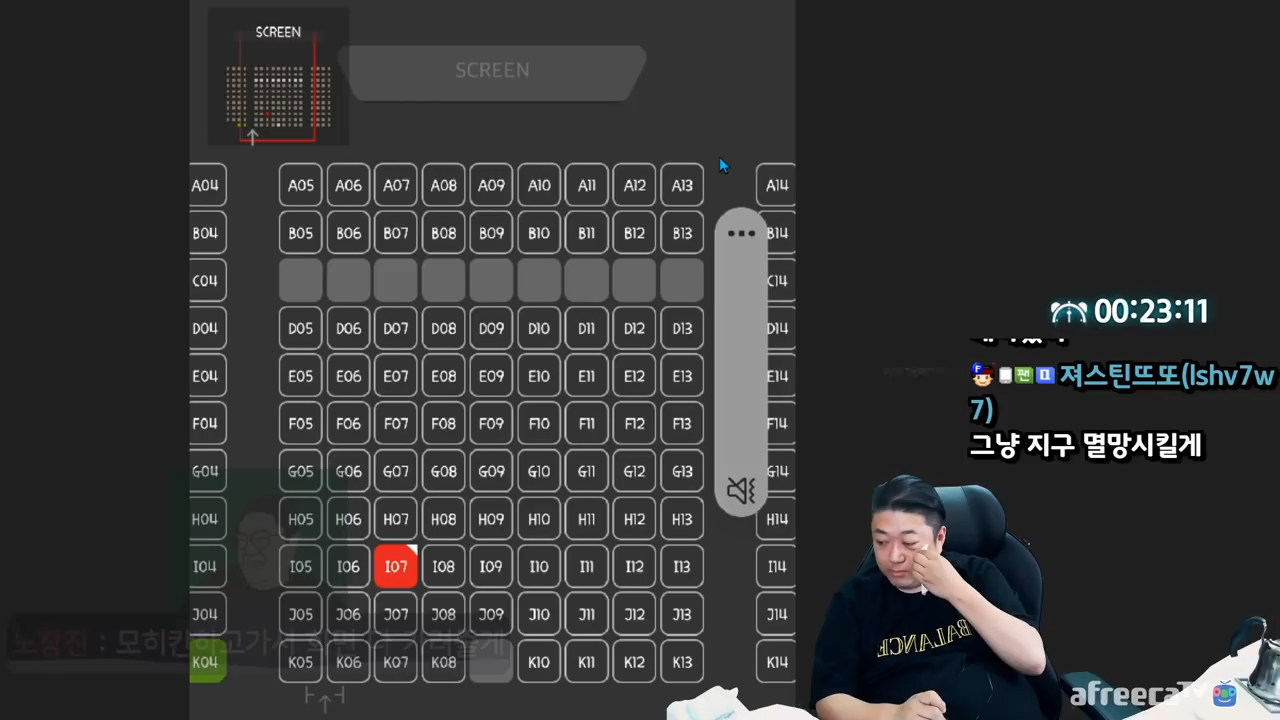 SCREEN
SCREEN
A04 A05 A06 A07 A08 A09 A10 A11 A12 A13 A14
B04 B05 B06 B07 B08 B09 B10 B11 B12 B13 B14
C04 C14
D04 D05 D06 D07 D08 D09 D10 D11 D12 D13 D14
E04 E05 E06 E07 E08 E09 E10 E11 E12 E13 E14
F04 F05 F06 F07 F08 F09 F10 F11 F12 F13 F14
G04 G05 G06 G07 G08 G09 G10 G11 G12 G13 G14
H04 H05 H06 H07 H08 H09 H10 H11 H12 H13 H14
I04 I05 I06 I07 I08 I09 I10 I11 I12 I13 I14
J04 J05 J06 J07 J08 J09 J10 J11 J12 J13 J14
노창진 :
K04 K05 K06 K07 K08 K10 K11 K12 K13 K14
00:23:11
져스틴뜨또(lshv7w
7)
그냥 지구 멸망시킬게
BALANCE
afreecaTV